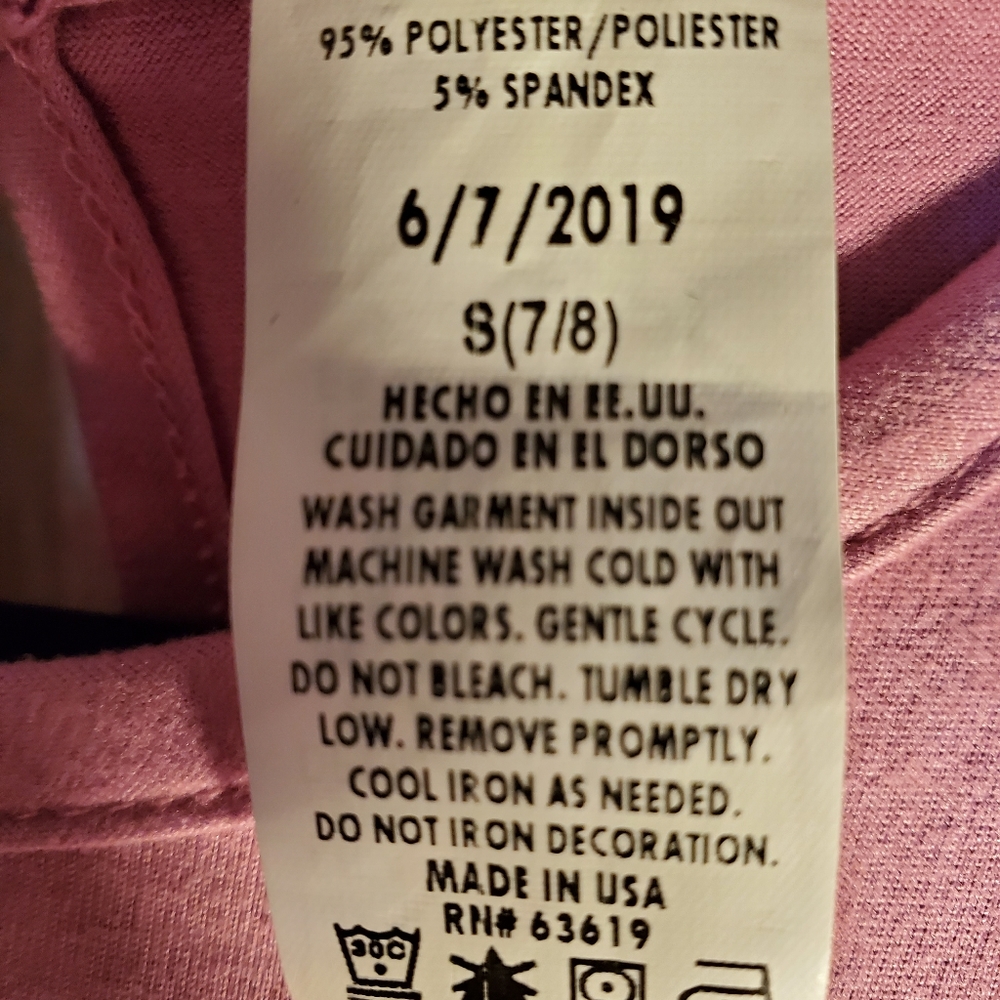 95% POLYESTER/POLIESTER
5% SPANDEX
6/7/2019
S(7/8)
HECHO EN EE.UU.
CUIDADO EN EL DORSO
WASH GARMENT INSIDE OUT
MACHINE WASH COLD WITH
LIKE COLORS. GENTLE CYCLE.
DO NOT BLEACH. TUMBLE DRY
LOW. REMOVE PROMPTLY.
COOL IRON AS NEEDED.
DO NOT IRON DECORATION.
MADE IN USA
RN# 63619
30C